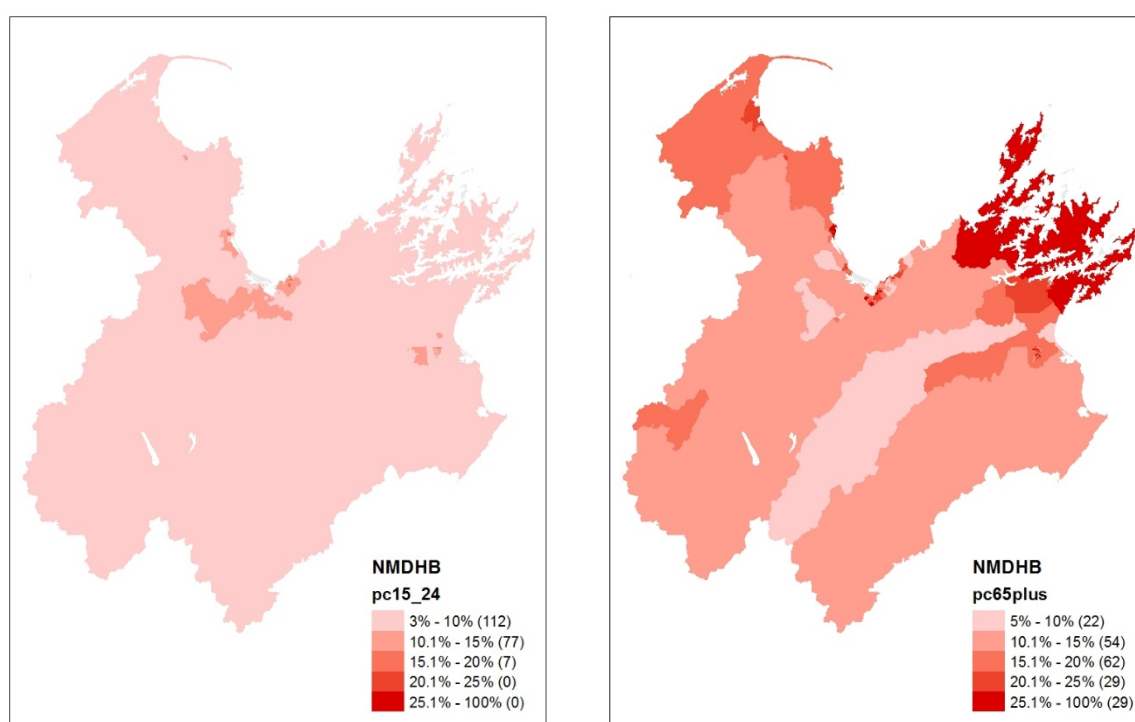 NMDHB
pc15_24
3% - 10% (112)
10.1% - 15% (77)
15.1% - 20% (7)
20.1% - 25% (0)
25.1% - 100% (0)
NMDHB
pc65plus
5% - 10% (22)
10.1% - 15% (54)
15.1% - 20% (62)
20.1% - 25% (29)
25.1% - 100% (29)